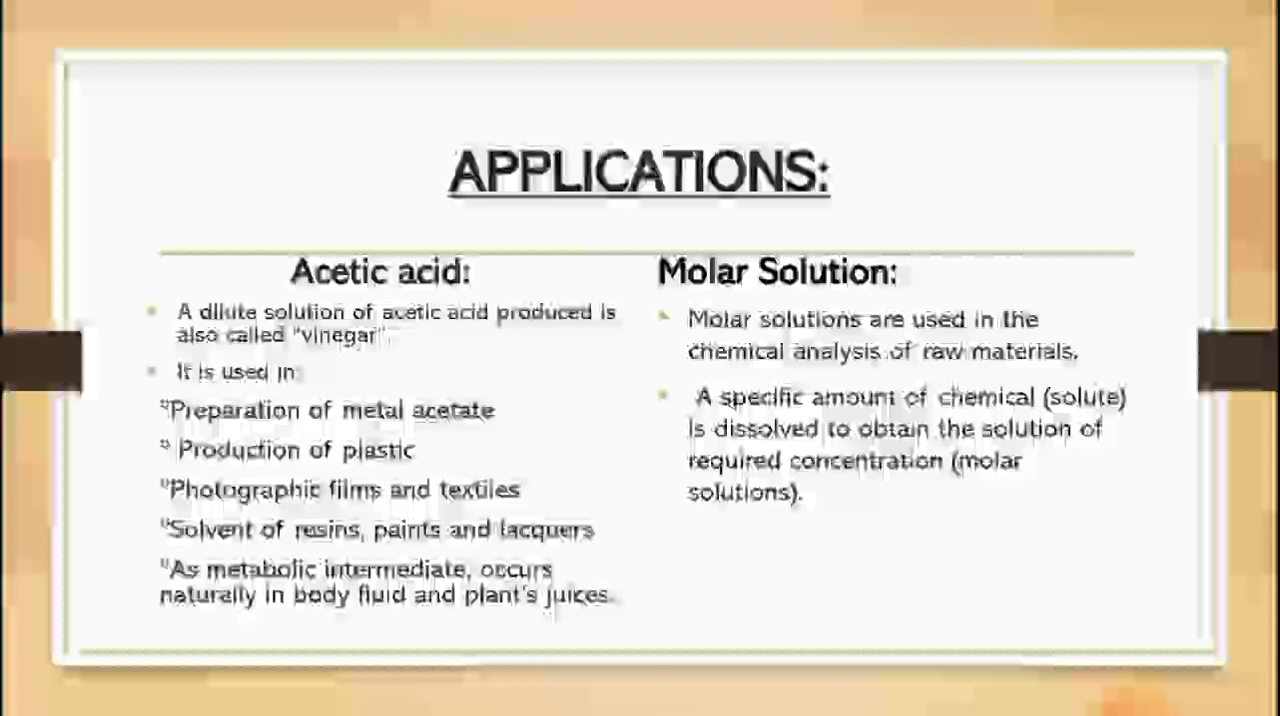 APPLICATIONS:
Acetic acid:
A dilute solution of acetic acid produced is
also called "vinegar".
It is used in:
Preparation of metal acetate
Production of plastic
Photographic films and textiles
Solvent of resins, paints and lacquers
As metabolic intermediate, occurs
naturally in body fluid and plant's juices.
Molar Solution:
Molar solutions are used in the
chemical analysis of raw materials.
A specific amount of chemical (solute)
is dissolved to obtain the solution of
required concentration (molar
solutions).